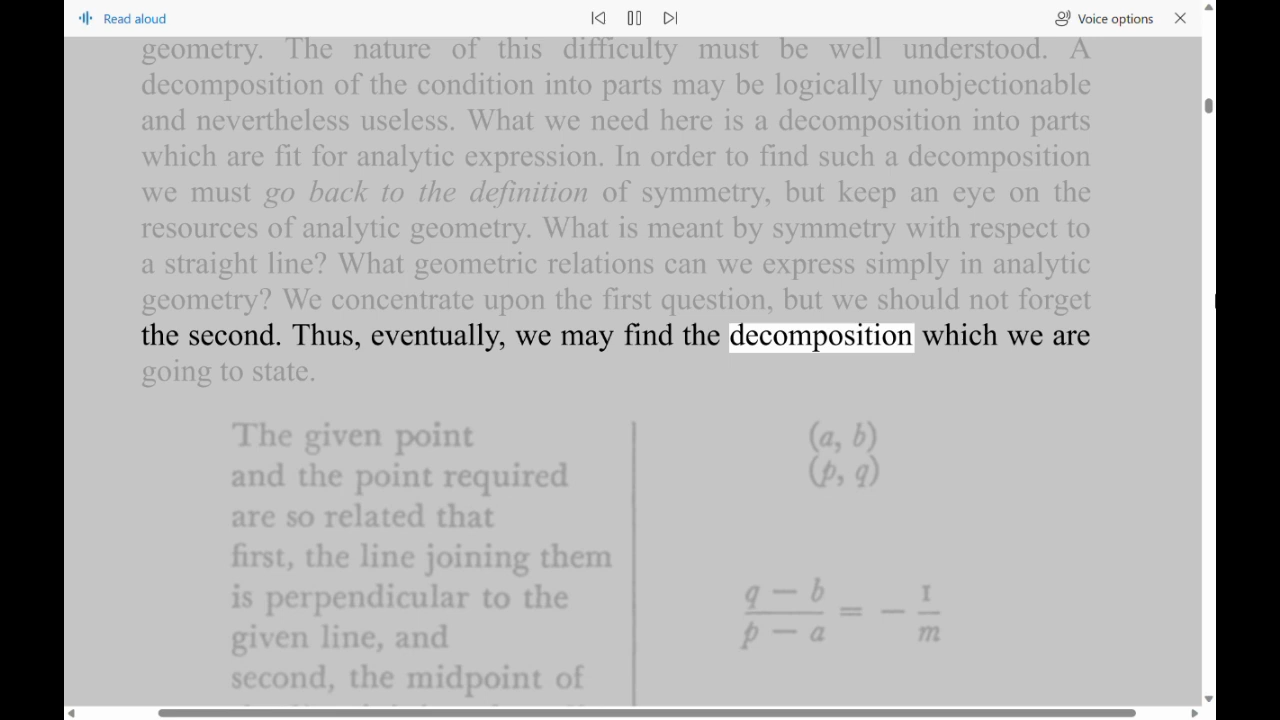 Read aloud
Voice options
geometry. The nature of this difficulty must be well understood. A
decomposition of the condition into parts may be logically unobjectionable
and nevertheless useless. What we need here is a decomposition into parts
which are fit for analytic expression. In order to find such a decomposition
we must go back to the definition of symmetry, but keep an eye on the
resources of analytic geometry. What is meant by symmetry with respect to
a straight line? What geometric relations can we express simply in analytic
geometry? We concentrate upon the first question, but we should not forget
the second. Thus, eventually, we may find the decomposition which we are
going to state.
The given point
and the point required
are so related that
first, the line joining them
is perpendicular to the
given line, and
second, the midpoint of
(a, b)
(p, q)
q − b 1
= −
p − a m